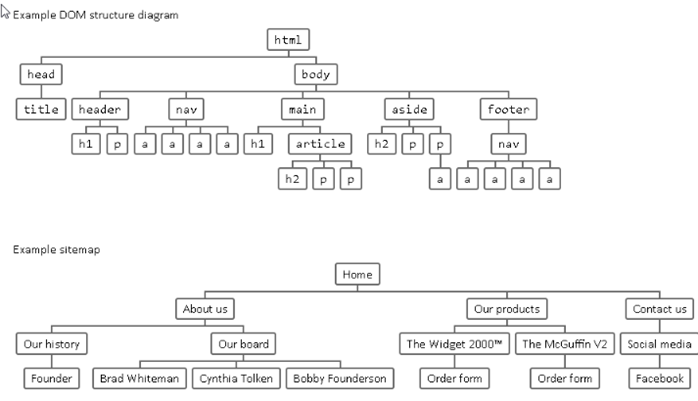 Example DOM structure diagram
html
head body
title header nav main aside footer
h1 p a a a a h1 article h2 p p nav
h2 p p a a a a a
Example sitemap
Home
About us Our products Contact us
Our history Our board The Widget 2000™ The McGuffin V2 Social media
Founder Brad Whiteman Cynthia Tolken Bobby Founderson Order form Order form Facebook